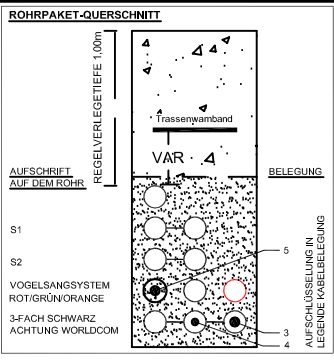 ROHRPAKET-QUERSCHNITT
REGELVERLEGETIEFE 1,00m
Trassenwarnband
VAR
AUFSCHRIFT
AUF DEM ROHR
BELEGUNG
S1
S2
VOGELSANGSYSTEM
ROT/GRÜN/ORANGE
3-FACH SCHWARZ
ACHTUNG WORLDCOM
5
3
4
AUFSCHLÜSSELUNG IN
LEGENDE KABELBELEGUNG